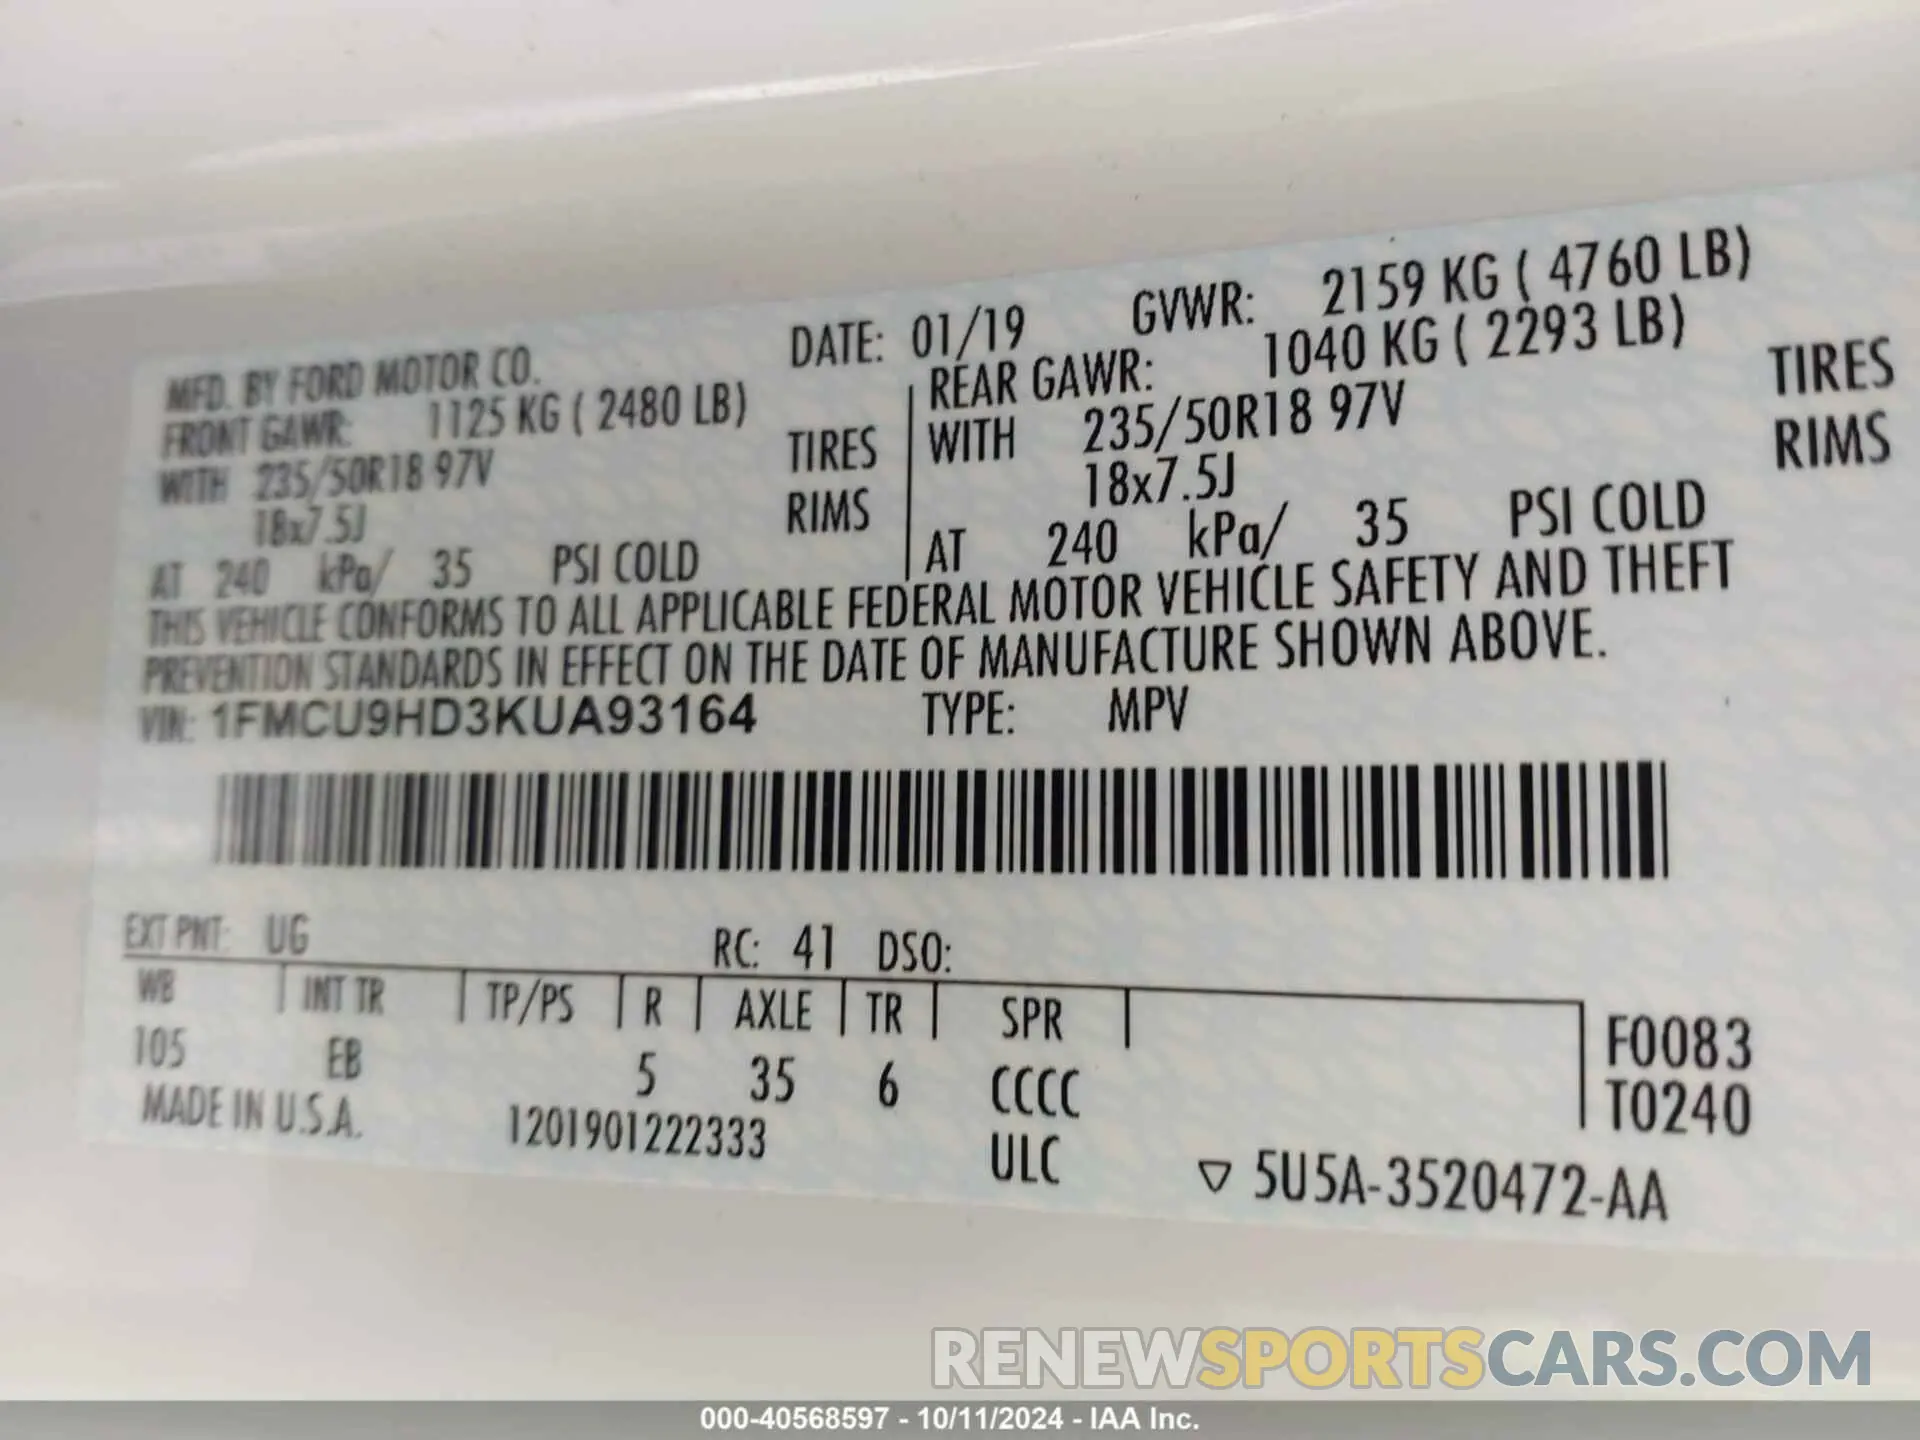 MFD. BY FORD MOTOR CO. DATE: 01/19 GVWR: 2159 KG ( 4760 LB)
FRONT GAWR: 1125 KG ( 2480 LB) REAR GAWR: 1040 KG ( 2293 LB)
WITH 235/50R18 97V TIRES WITH 235/50R18 97V TIRES
18x7.5J RIMS 18x7.5J RIMS
AT 240 kPa/ 35 PSI COLD AT 240 kPa/ 35 PSI COLD
THIS VEHICLE CONFORMS TO ALL APPLICABLE FEDERAL MOTOR VEHICLE SAFETY AND THEFT
PREVENTION STANDARDS IN EFFECT ON THE DATE OF MANUFACTURE SHOWN ABOVE.
VIN: 1FMCU9HD3KUA93164 TYPE: MPV
EXT PNT: UG RC: 41 DSO:
WB INT TR TP/PS R AXLE TR SPR F0083
105 EB 5 35 6 CCCC T0240
MADE IN U.S.A. 1201901222333 ULC ▽ 5U5A-3520472-AA
RENEWSPORTSCARS.COM
000-40568597 - 10/11/2024 - IAA Inc.